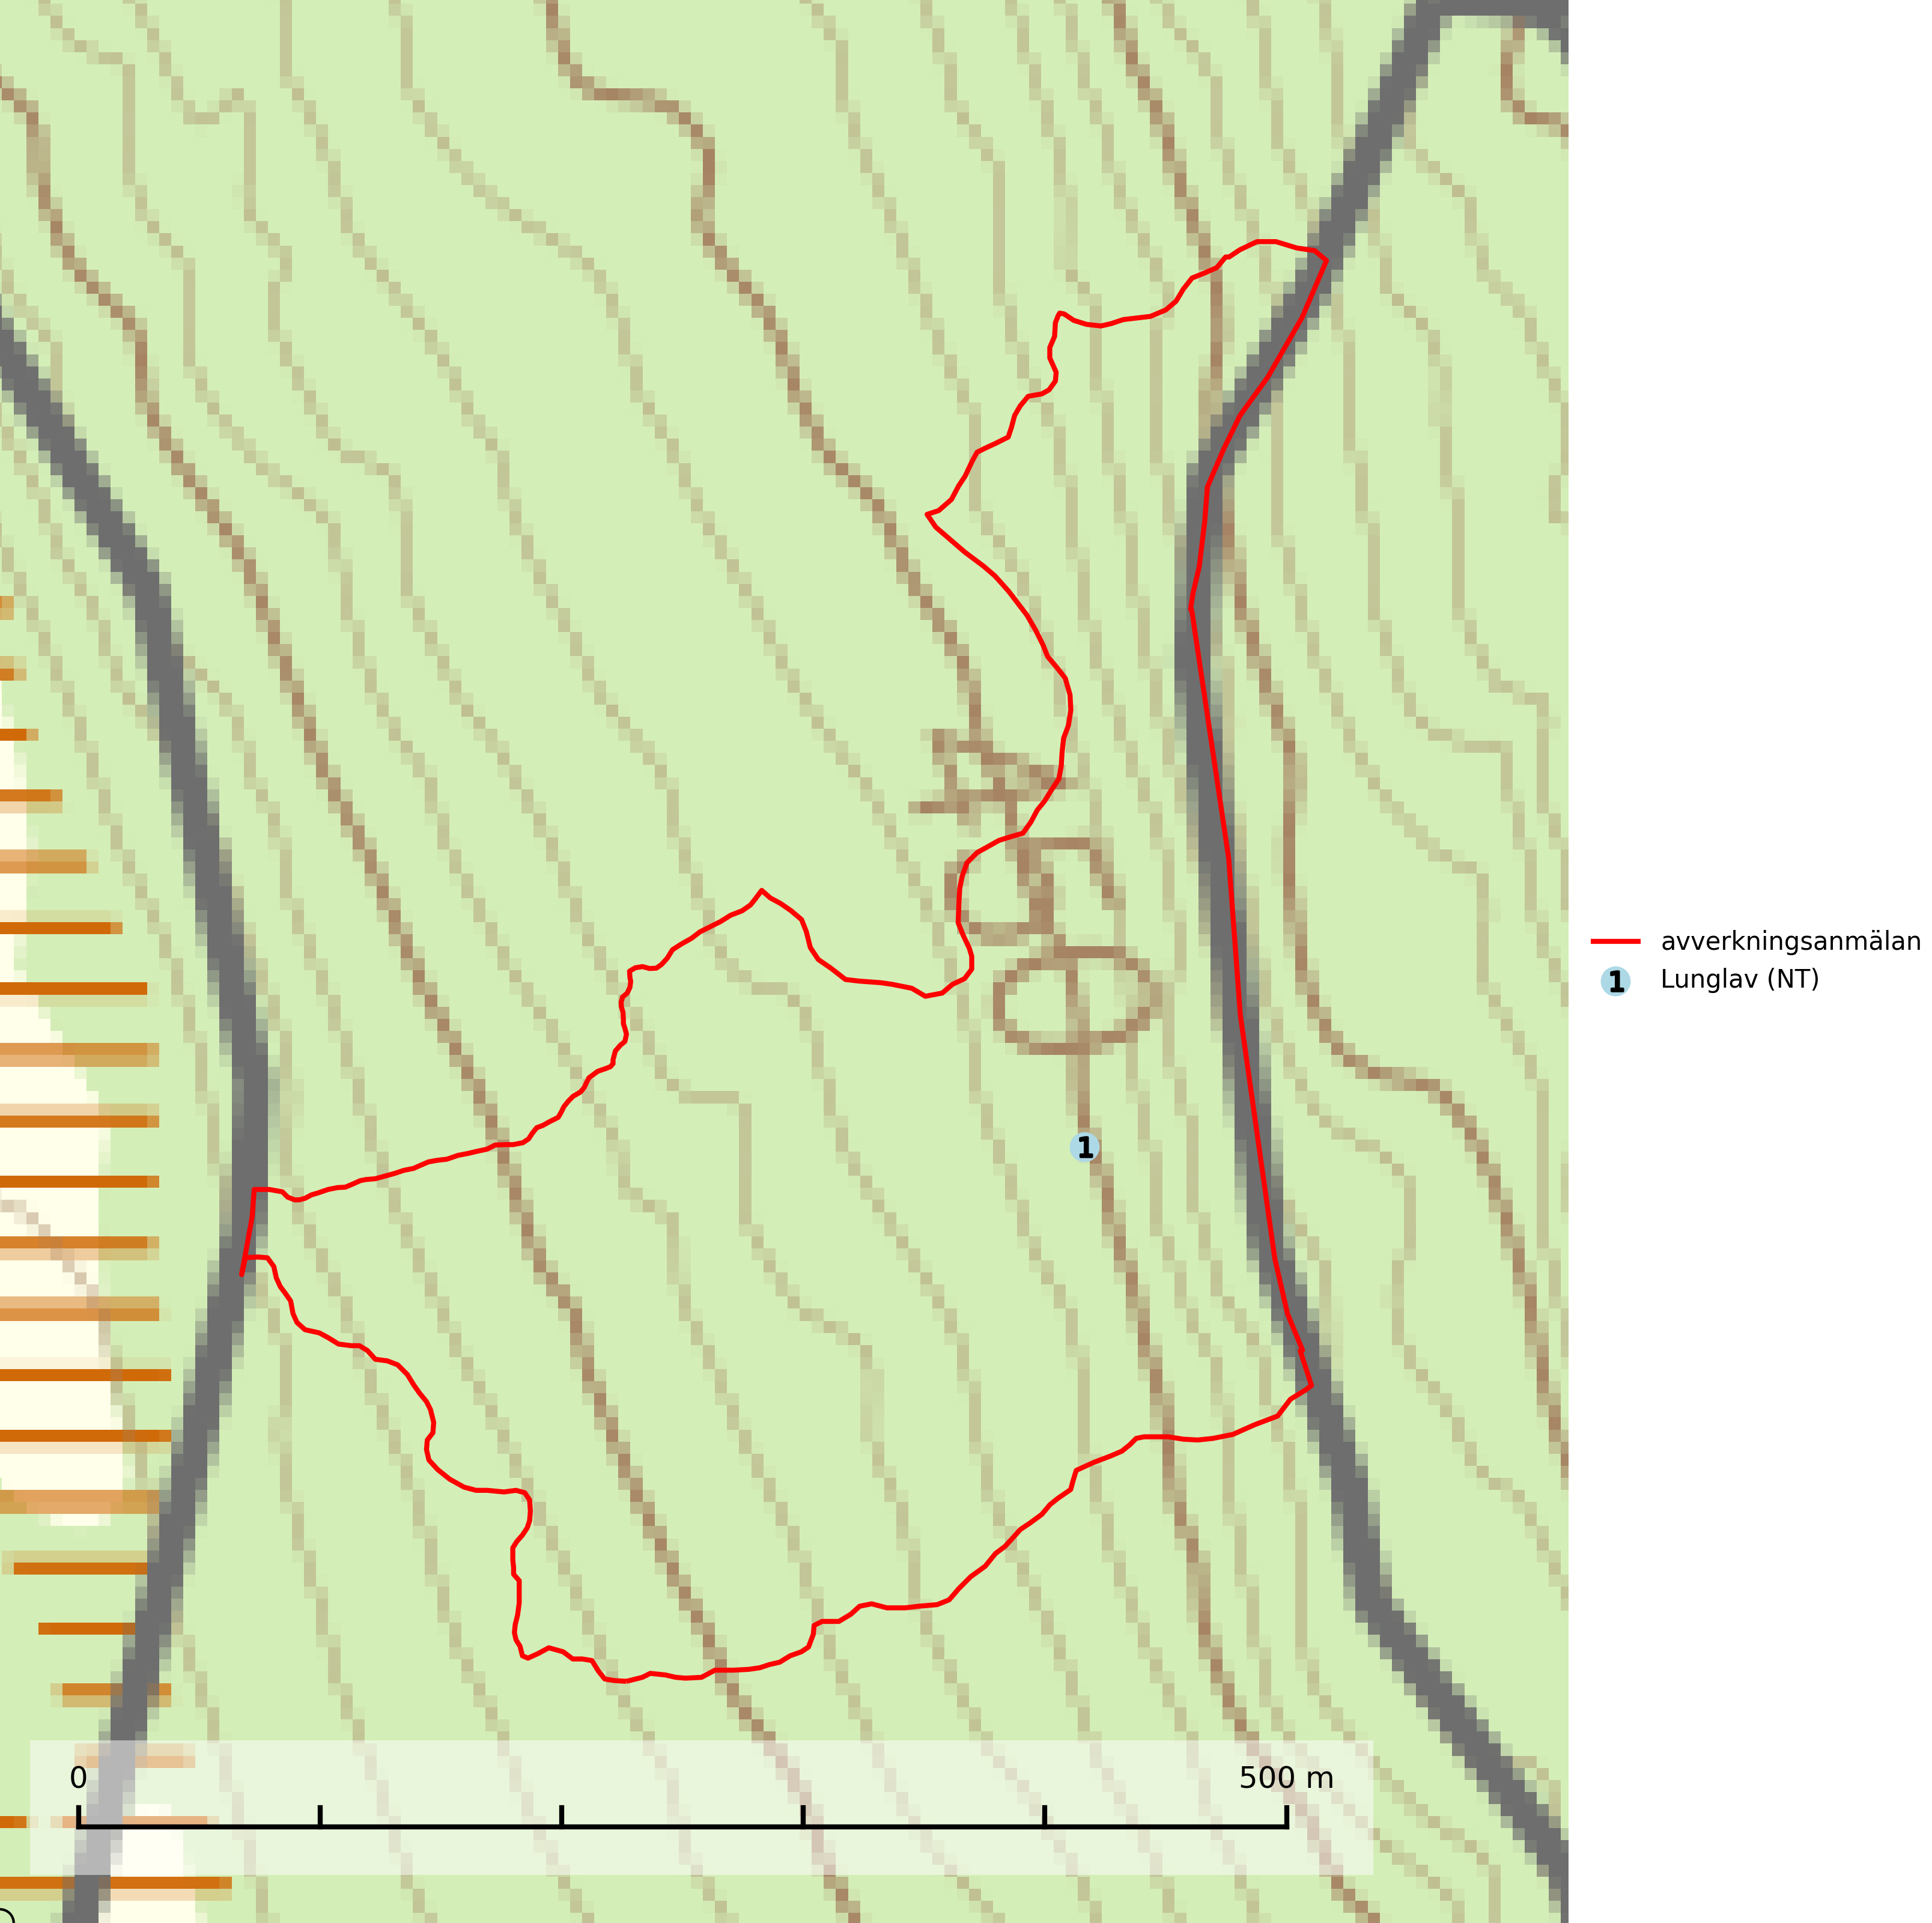 1
avverkningsanmälan
1 Lunglav (NT)
0 500 m